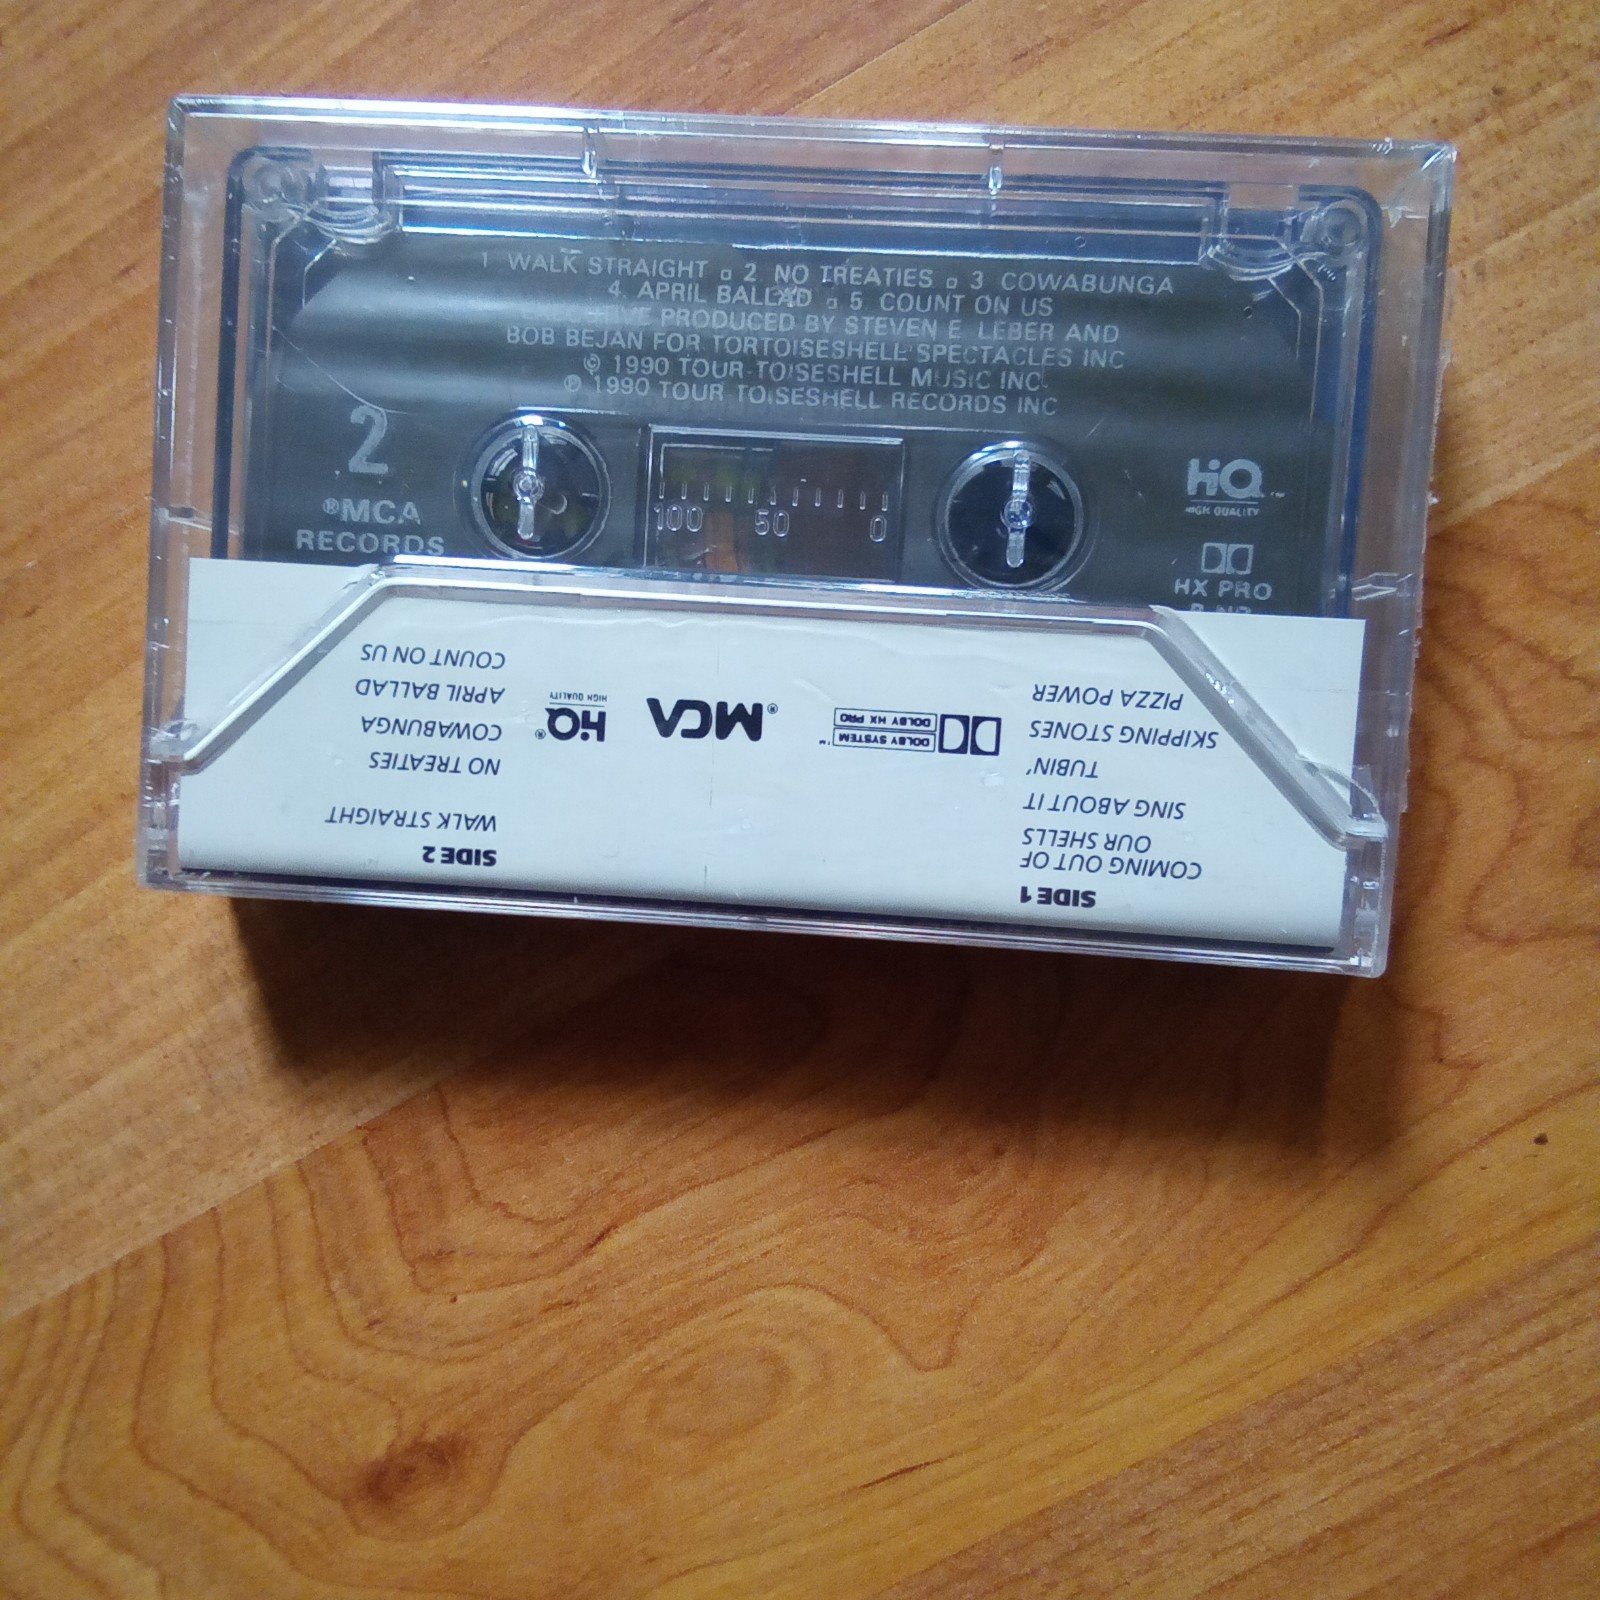 1 WALK STRAIGHT ▫ 2. NO TREATIES ▫ 3 COWABUNGA
4. APRIL BALLAD ▫ 5 COUNT ON US
EXECUTIVE PRODUCED BY STEVEN E. LEBER AND
BOB BEJAN FOR TORTOISESHELL SPECTACLES INC
© 1990 TOUR-TOISESHELL MUSIC INC.
℗ 1990 TOUR TOISESHELL RECORDS INC
2
®MCA
RECORDS
100 50 0
HiQ™
HIGH QUALITY
HX PRO
B NR
SIDE 1
COMING OUT OF
OUR SHELLS
SING ABOUT IT
TUBIN'
SKIPPING STONES
PIZZA POWER
DOLBY SYSTEM™
DOLBY HX PRO
®MCA
HiQ®
HIGH QUALITY
SIDE 2
WALK STRAIGHT
NO TREATIES
COWABUNGA
APRIL BALLAD
COUNT ON US